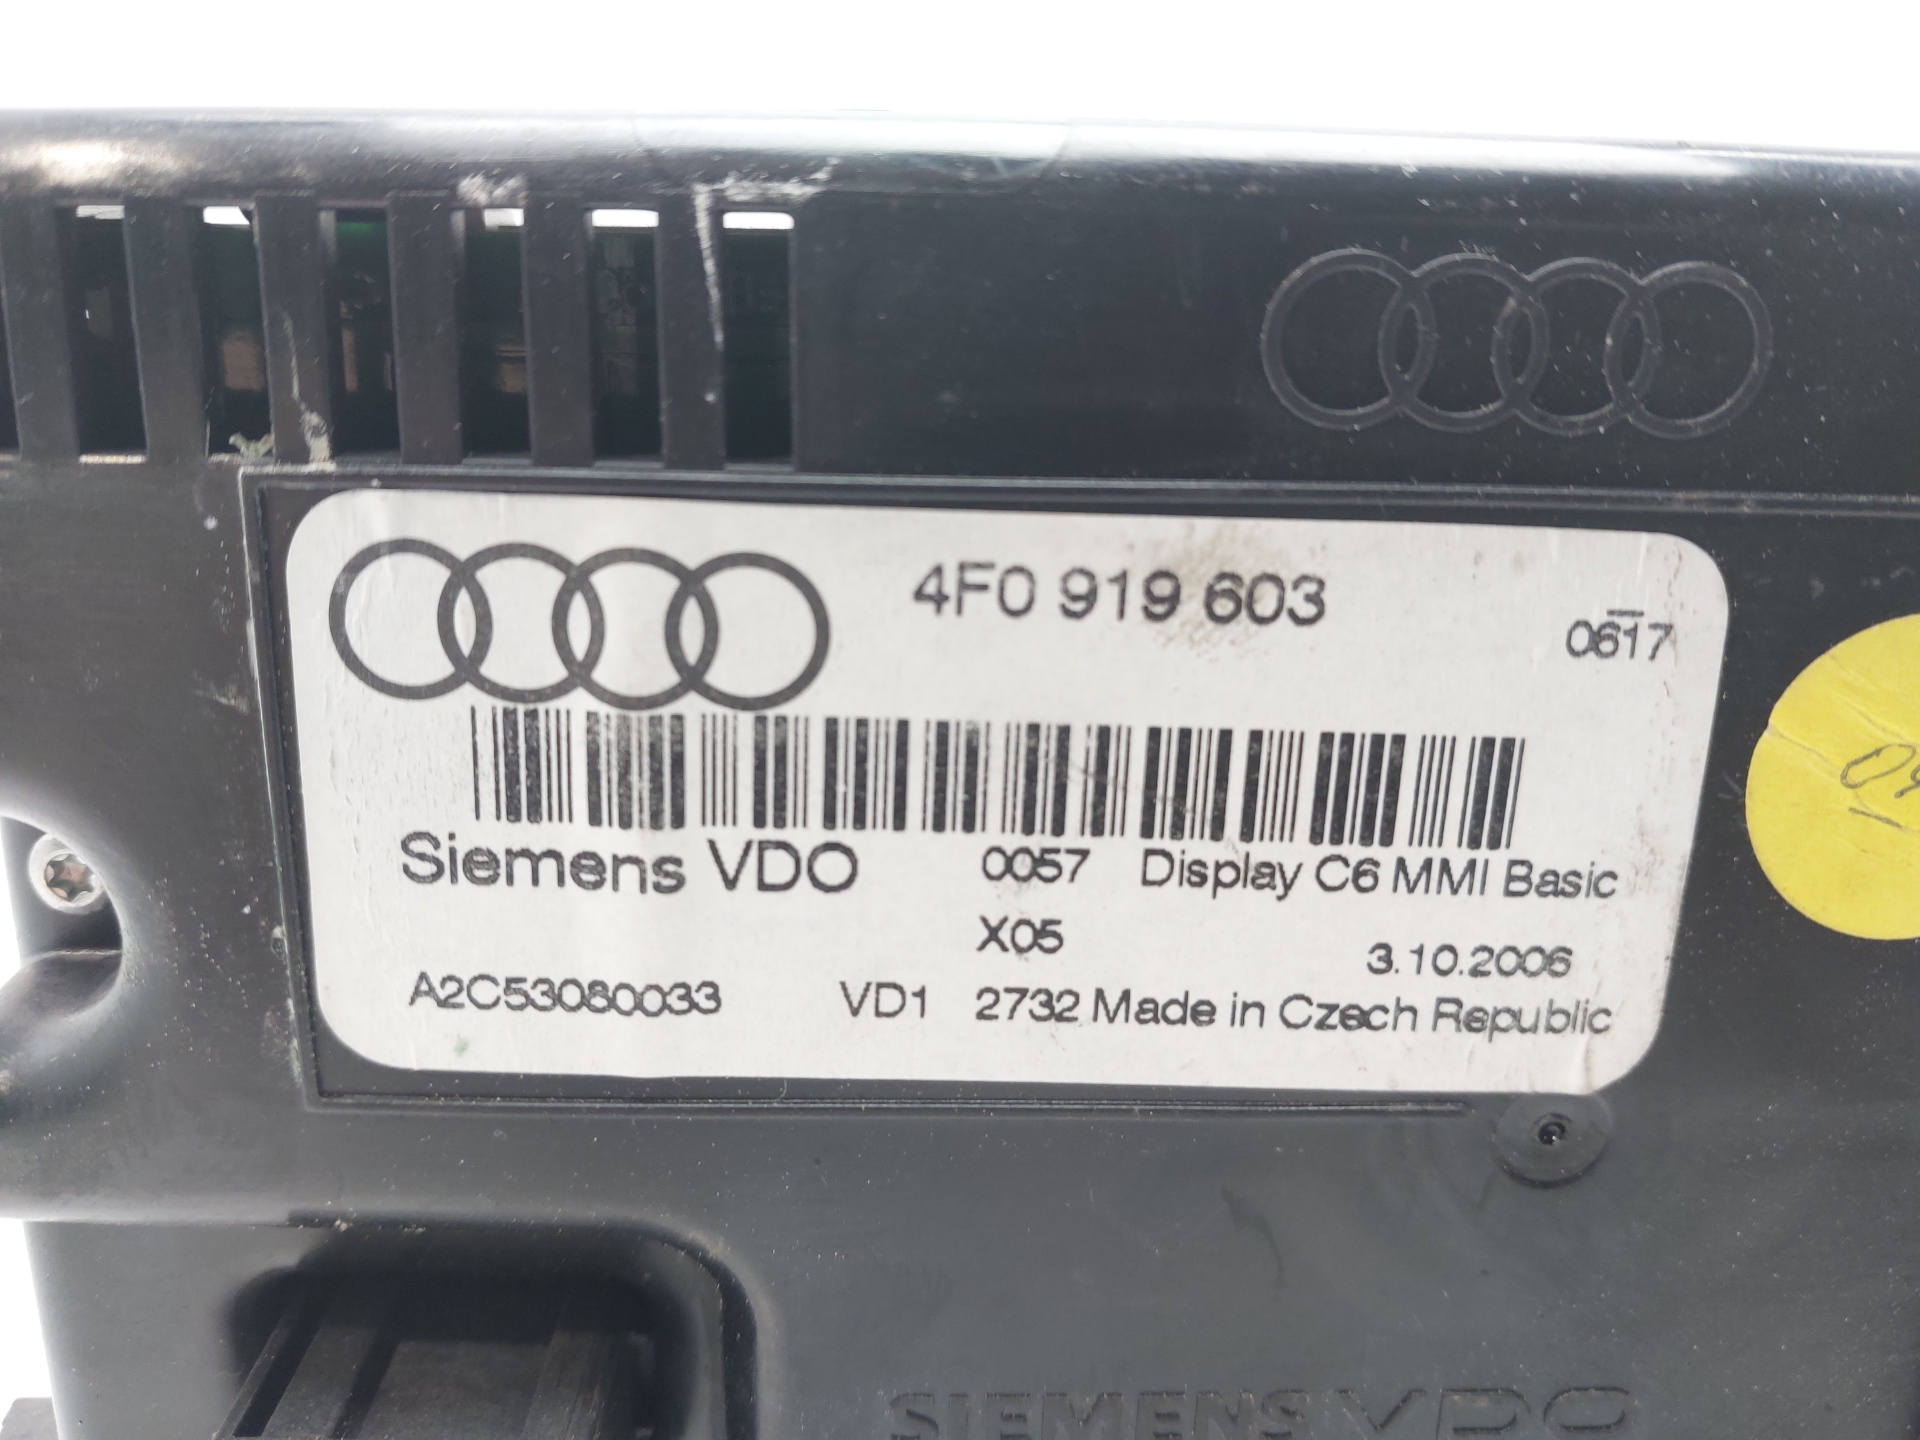 4F0 919 603
0617
Siemens VDO 0057 Display C6 MMI Basic
X05
3.10.2006
A2C53080033 VD1 2732 Made in Czech Republic
SIEMENS VDO